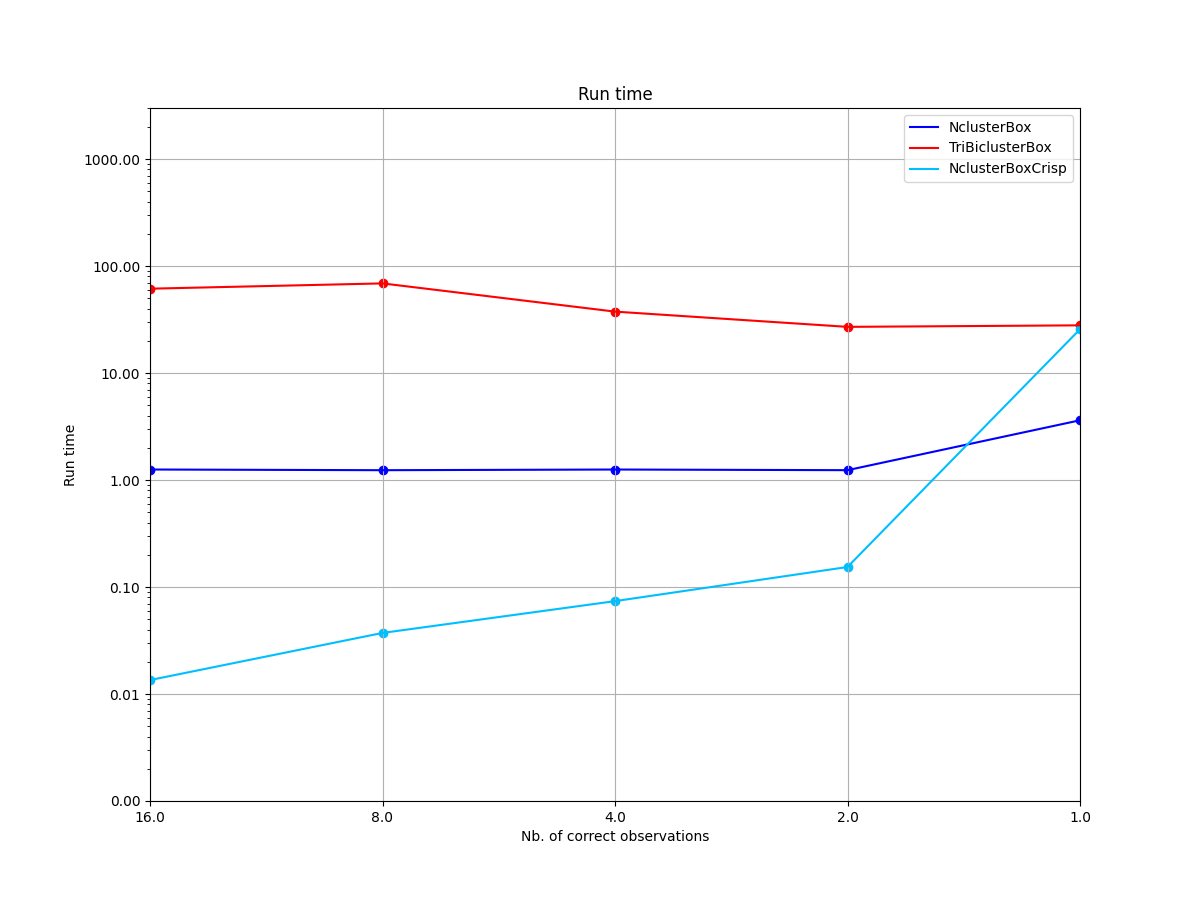 Run time
NclusterBox
TriBiclusterBox
NclusterBoxCrisp
Run time
1000.00
100.00
10.00
1.00
0.10
0.01
0.00
16.0 8.0 4.0 2.0 1.0
Nb. of correct observations